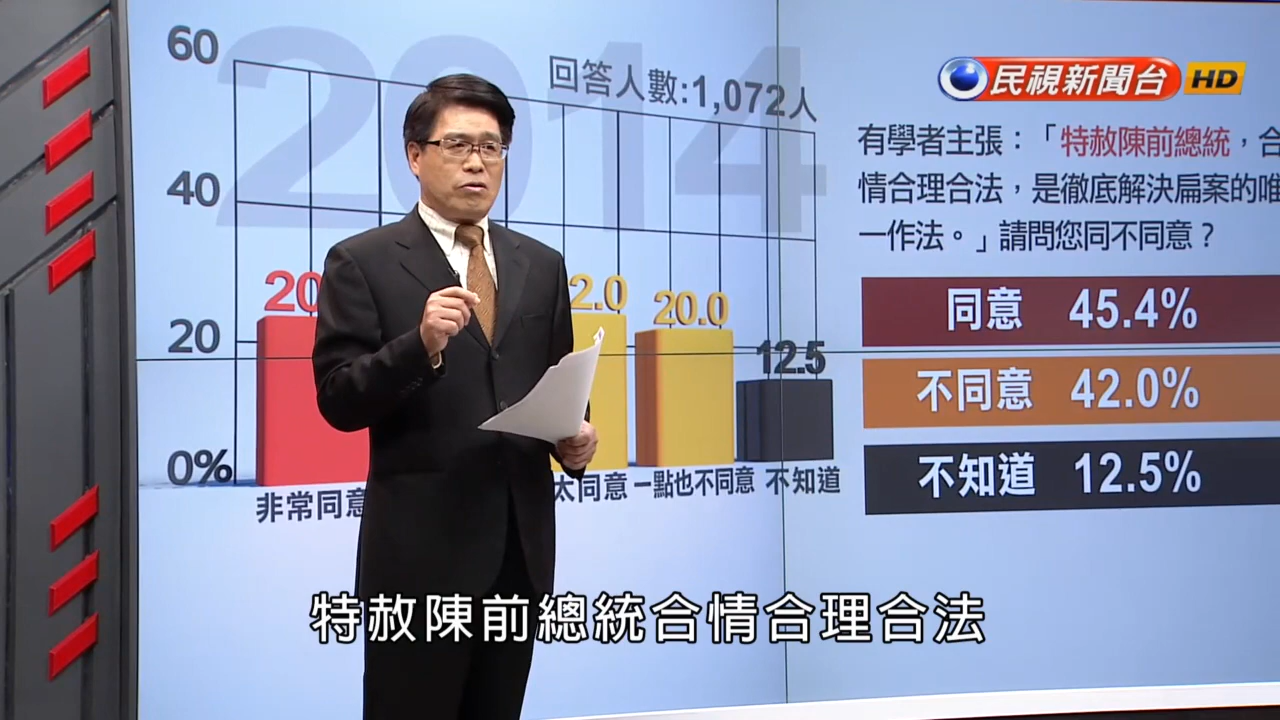 60
40
20
0%
2014
回答人數:1,072人
20
2.0
20.0
12.5
非常同意
太同意
一點也不同意
不知道
民視新聞台 HD
有學者主張：「特赦陳前總統，合
情合理合法，是徹底解決扁案的唯
一作法。」請問您同不同意？
同意 45.4%
不同意 42.0%
不知道 12.5%
特赦陳前總統合情合理合法